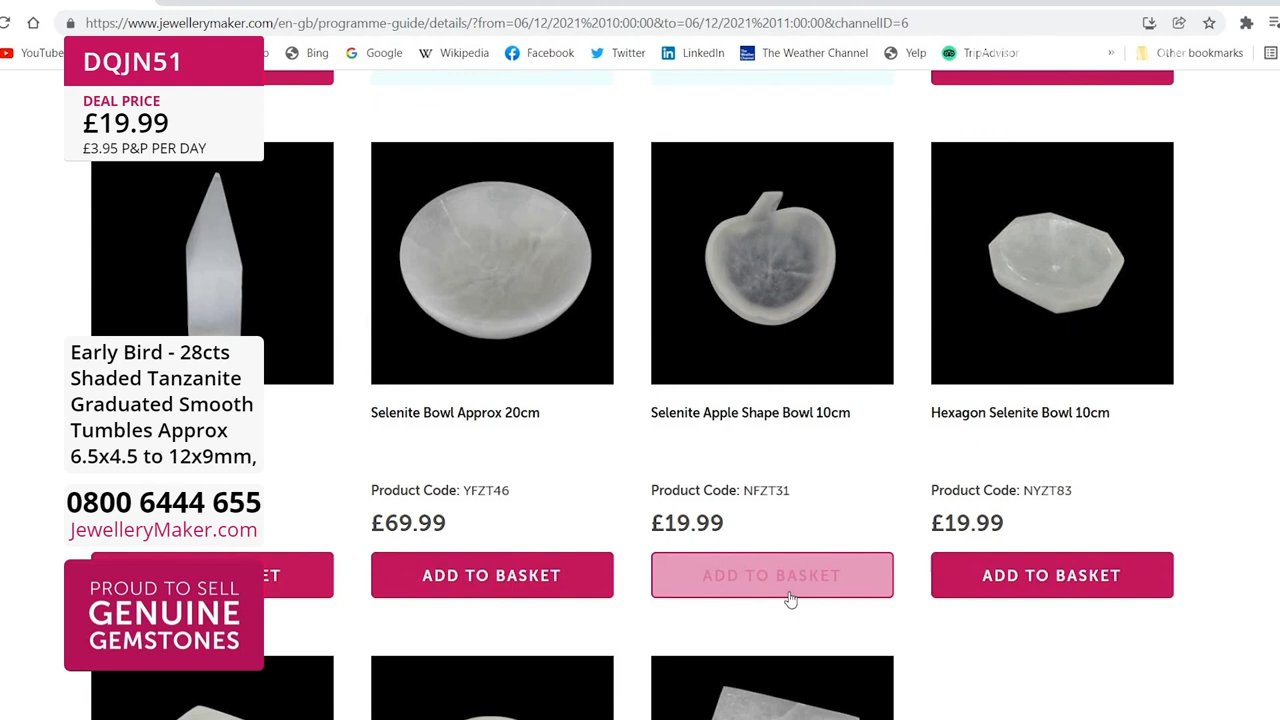 https://www.jewellerymaker.com/en-gb/programme-guide/details/?from=06/12/2021%2010:00:00&to=06/12/2021%2011:00:00&channelID=6
YouTube
Bing
Google
Wikipedia
Facebook
Twitter
LinkedIn
The Weather Channel
Yelp
TripAdvisor
»
Other bookmarks
DQJN51
DEAL PRICE
£19.99
£3.95 P&P PER DAY
Early Bird - 28cts
Shaded Tanzanite
Graduated Smooth
Tumbles Approx
6.5x4.5 to 12x9mm,
0800 6444 655
JewelleryMaker.com
PROUD TO SELL
GENUINE
GEMSTONES
Selenite Bowl Approx 20cm
Product Code: YFZT46
£69.99
ADD TO BASKET
Selenite Apple Shape Bowl 10cm
Product Code: NFZT31
£19.99
ADD TO BASKET
Hexagon Selenite Bowl 10cm
Product Code: NYZT83
£19.99
ADD TO BASKET